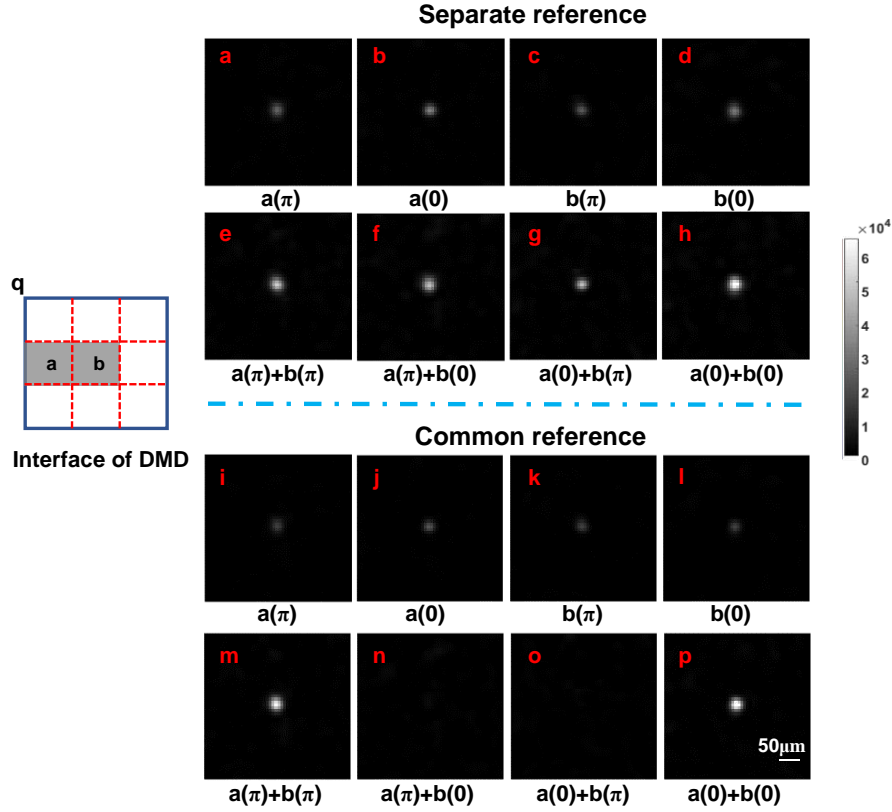 Separate reference
a b c d
a(π) a(0) b(π) b(0)
e f g h
a(π)+b(π) a(π)+b(0) a(0)+b(π) a(0)+b(0)
×10⁴
6
5
4
3
2
1
0
q
a b
Interface of DMD
Common reference
i j k l
a(π) a(0) b(π) b(0)
m n o p
50μm
a(π)+b(π) a(π)+b(0) a(0)+b(π) a(0)+b(0)